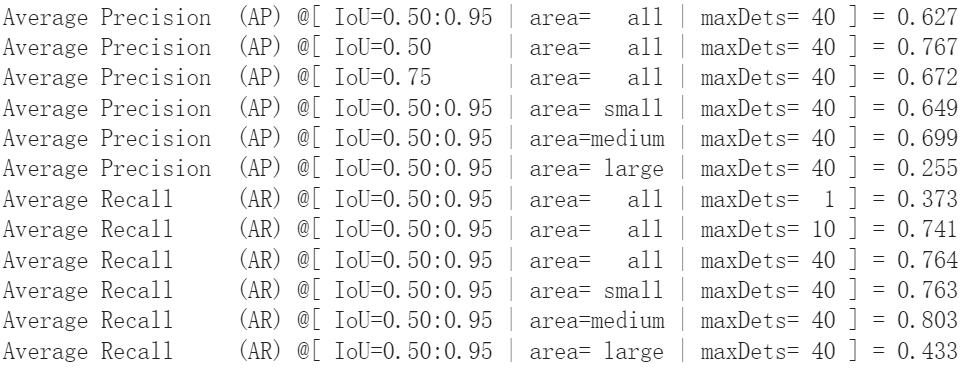 Average Precision  (AP) @[ IoU=0.50:0.95 | area=   all | maxDets= 40 ] = 0.627
Average Precision  (AP) @[ IoU=0.50      | area=   all | maxDets= 40 ] = 0.767
Average Precision  (AP) @[ IoU=0.75      | area=   all | maxDets= 40 ] = 0.672
Average Precision  (AP) @[ IoU=0.50:0.95 | area= small | maxDets= 40 ] = 0.649
Average Precision  (AP) @[ IoU=0.50:0.95 | area=medium | maxDets= 40 ] = 0.699
Average Precision  (AP) @[ IoU=0.50:0.95 | area= large | maxDets= 40 ] = 0.255
Average Recall     (AR) @[ IoU=0.50:0.95 | area=   all | maxDets=  1 ] = 0.373
Average Recall     (AR) @[ IoU=0.50:0.95 | area=   all | maxDets= 10 ] = 0.741
Average Recall     (AR) @[ IoU=0.50:0.95 | area=   all | maxDets= 40 ] = 0.764
Average Recall     (AR) @[ IoU=0.50:0.95 | area= small | maxDets= 40 ] = 0.763
Average Recall     (AR) @[ IoU=0.50:0.95 | area=medium | maxDets= 40 ] = 0.803
Average Recall     (AR) @[ IoU=0.50:0.95 | area= large | maxDets= 40 ] = 0.433